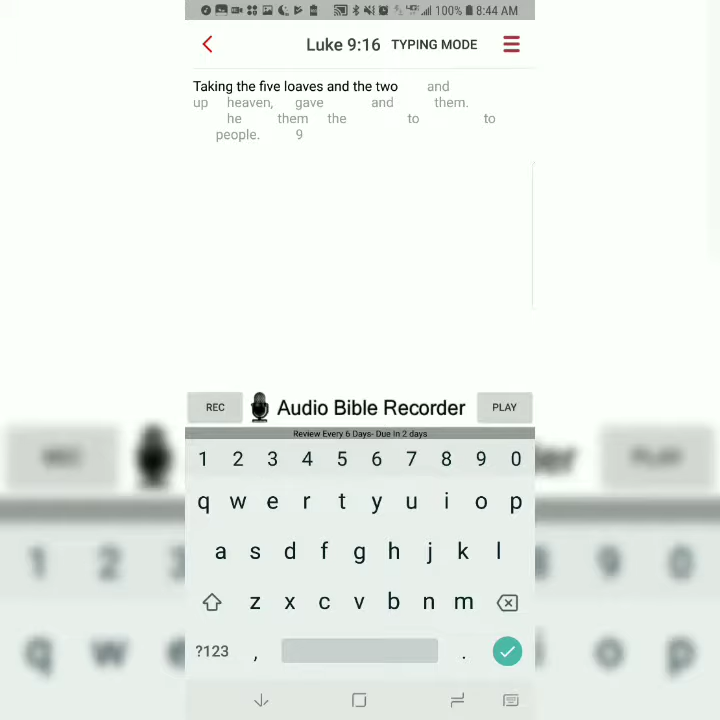 100% 8:44 AM
Luke 9:16 TYPING MODE
Taking the five loaves and the two and
up heaven, gave and them.
he them the to to
people. 9
REC Audio Bible Recorder PLAY
Review Every 6 Days- Due In 2 days
1 2 3 4 5 6 7 8 9 0
q w e r t y u i o p
a s d f g h j k l
z x c v b n m
?123 , .